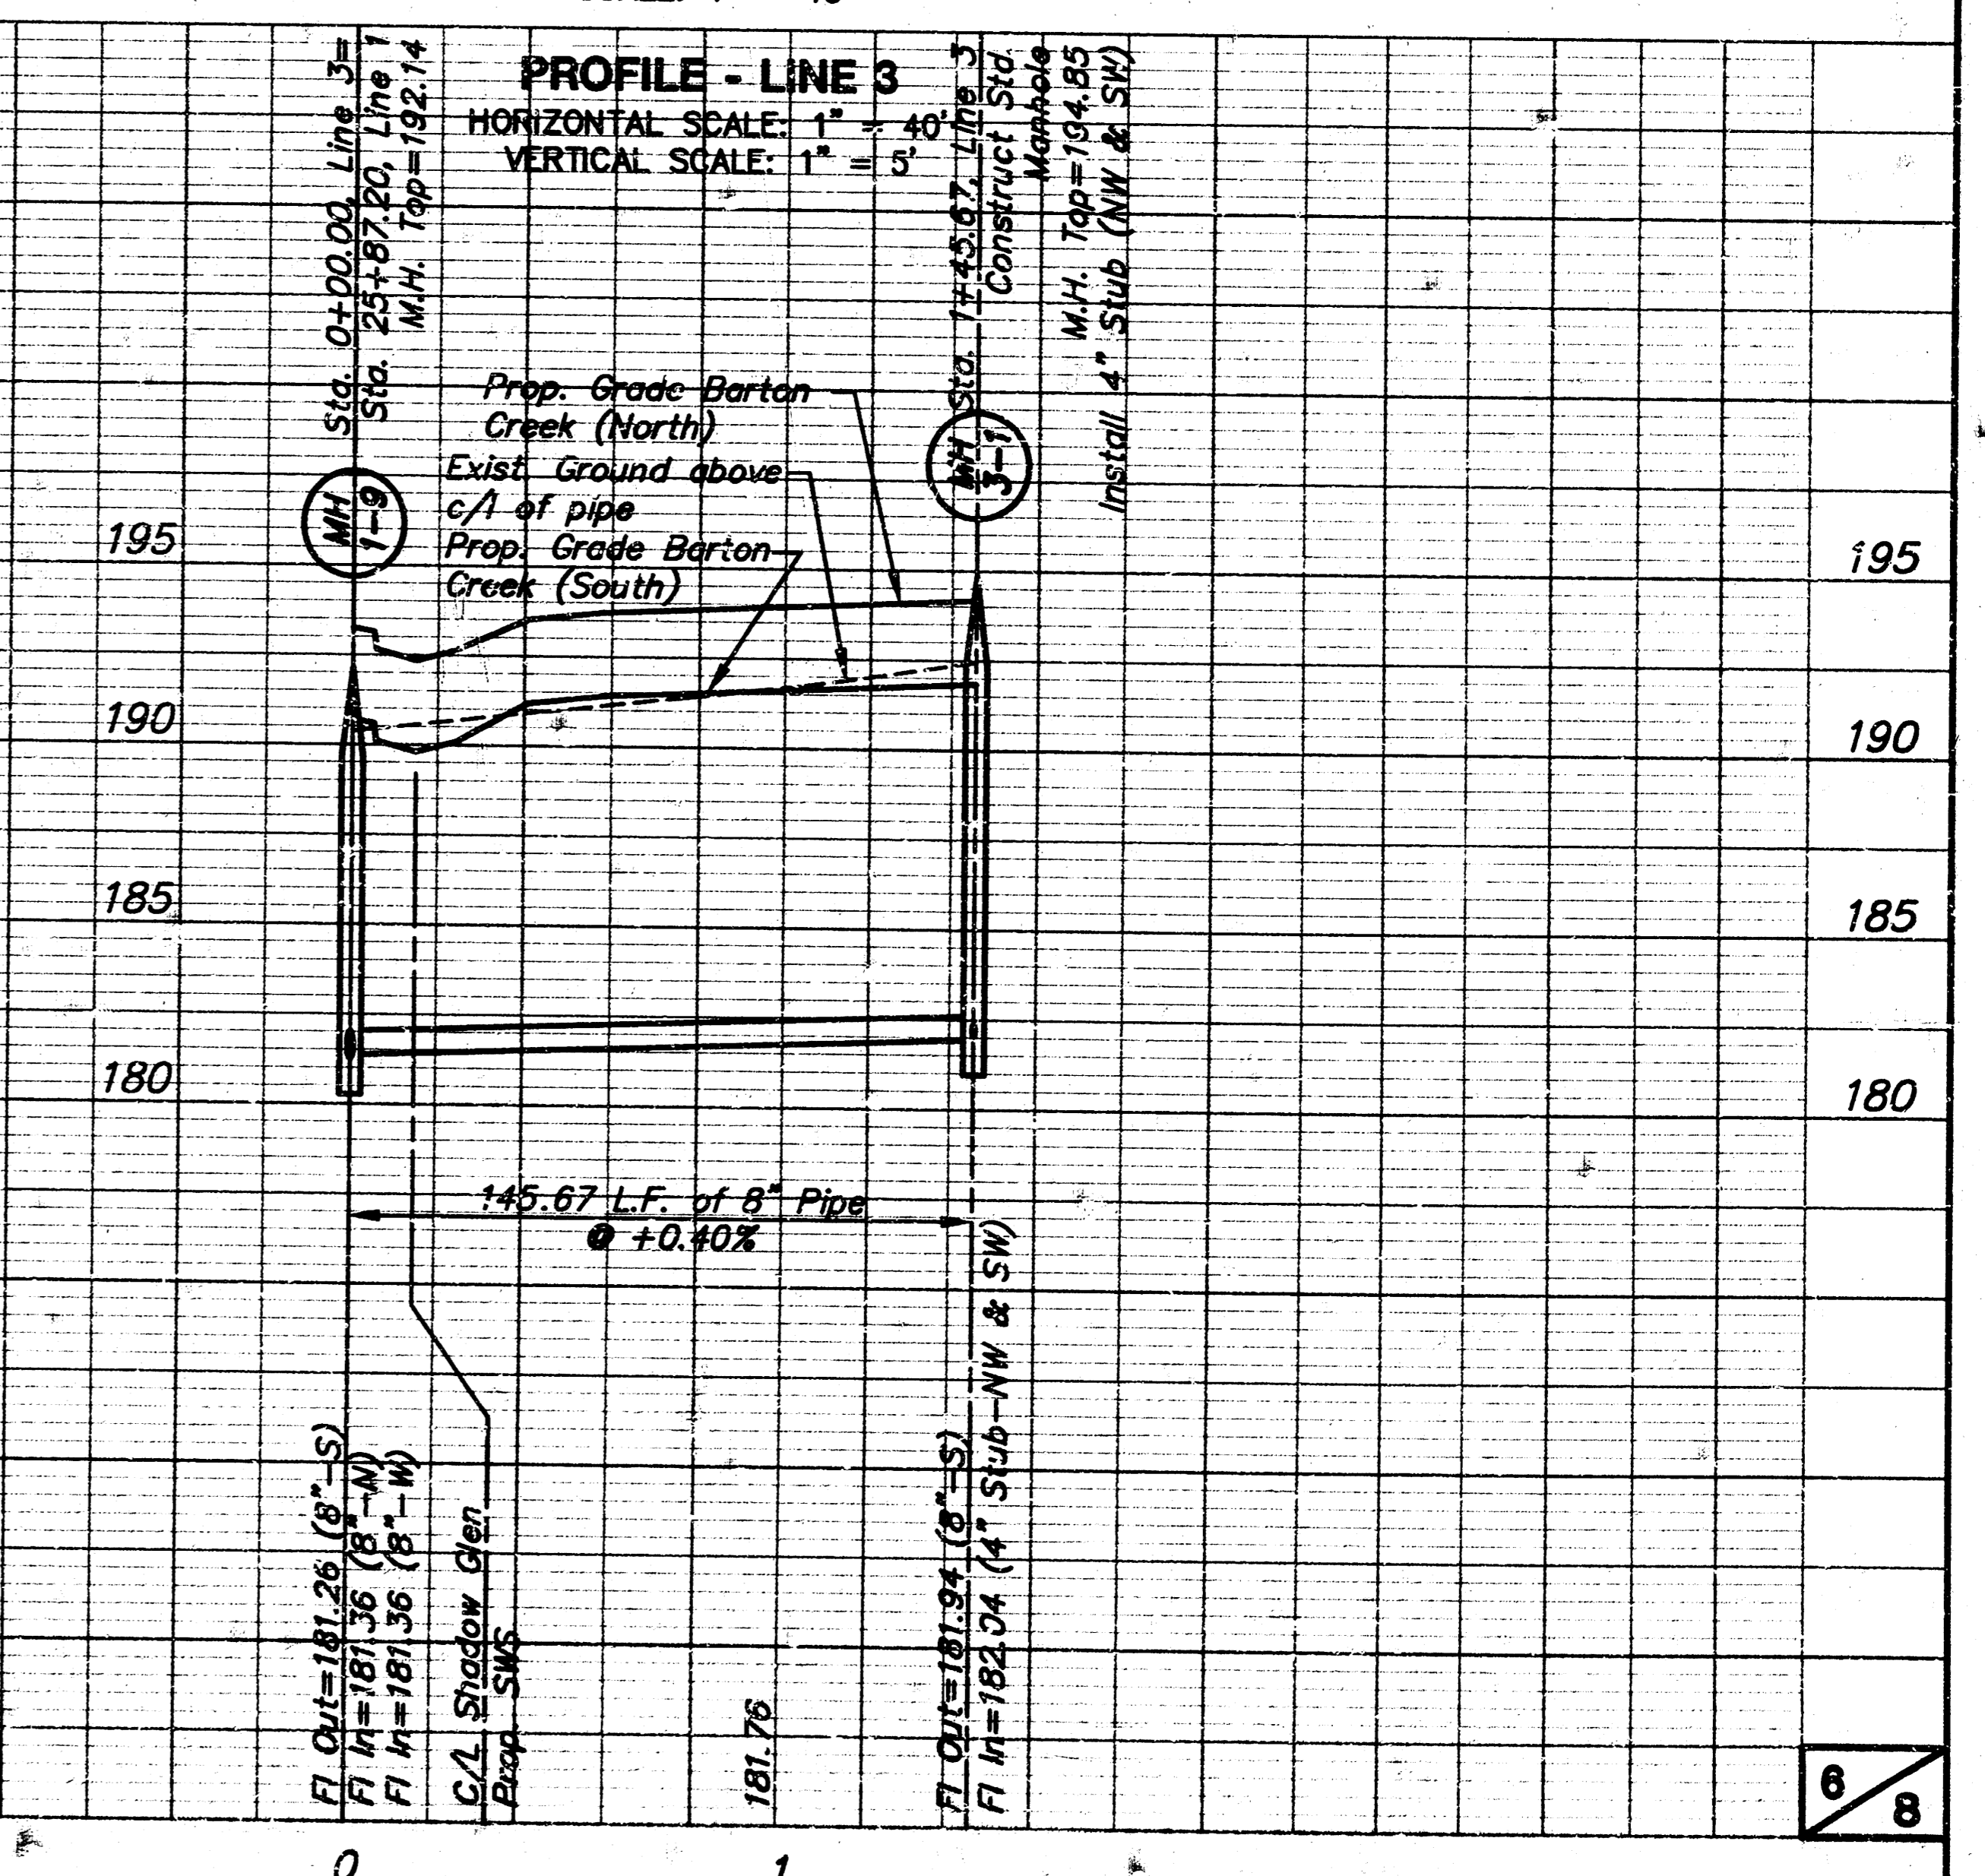 PROFILE - LINE 3
HORIZONTAL SCALE: 1" = 40'
VERTICAL SCALE: 1" = 5'
Sta. 0+00.00, Line 3=
Sta. 25+87.20, Line 1
M.H. Top=192.14
Sta. 1+45.67, Line 3
Construct Std.
Manhole
M.H. Top=194.85
Install 4" Stub (NW & SW)
MH
1-9
MH
3-1
Prop. Grade Barton
Creek (North)
Exist. Ground above
c/l of pipe
Prop. Grade Barton
Creek (South)
195
195
190
190
185
185
180
180
145.67 L.F. of 8" Pipe
@ +0.40%
Fl Out=181.26 (8"-S)
Fl In=181.36 (8"-N)
Fl In=181.36 (8"-W)
C/L Shadow Glen
Prop. SWS
181.76
Fl Out=181.94 (8"-S)
Fl In=182.04 (4" Stub-NW & SW)
6
8
0
1